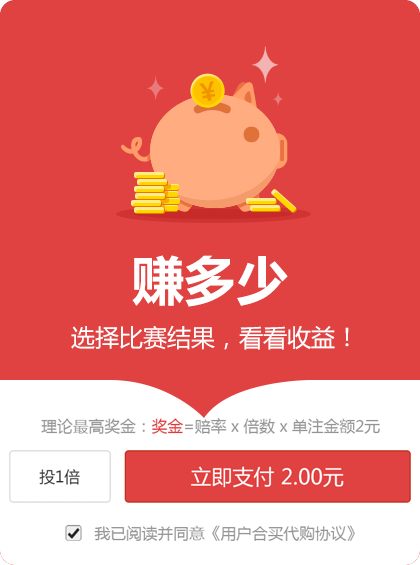 ¥
赚多少
选择比赛结果，看看收益！
理论最高奖金：奖金=赔率 x 倍数 x 单注金额2元
投1倍
立即支付 2.00元
我已阅读并同意《用户合买代购协议》